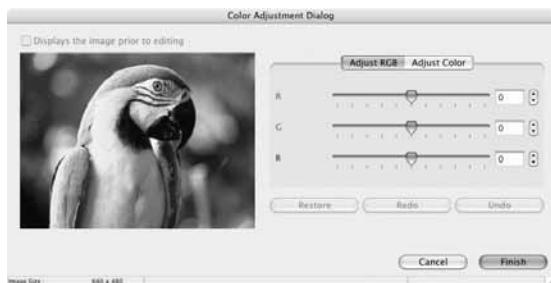 Color Adjustment Dialog
Displays the image prior to editing
Adjust RGB Adjust Color
R 0
G 0
B 0
Restore Redo Undo
Cancel Finish
Image Size : 640 x 480